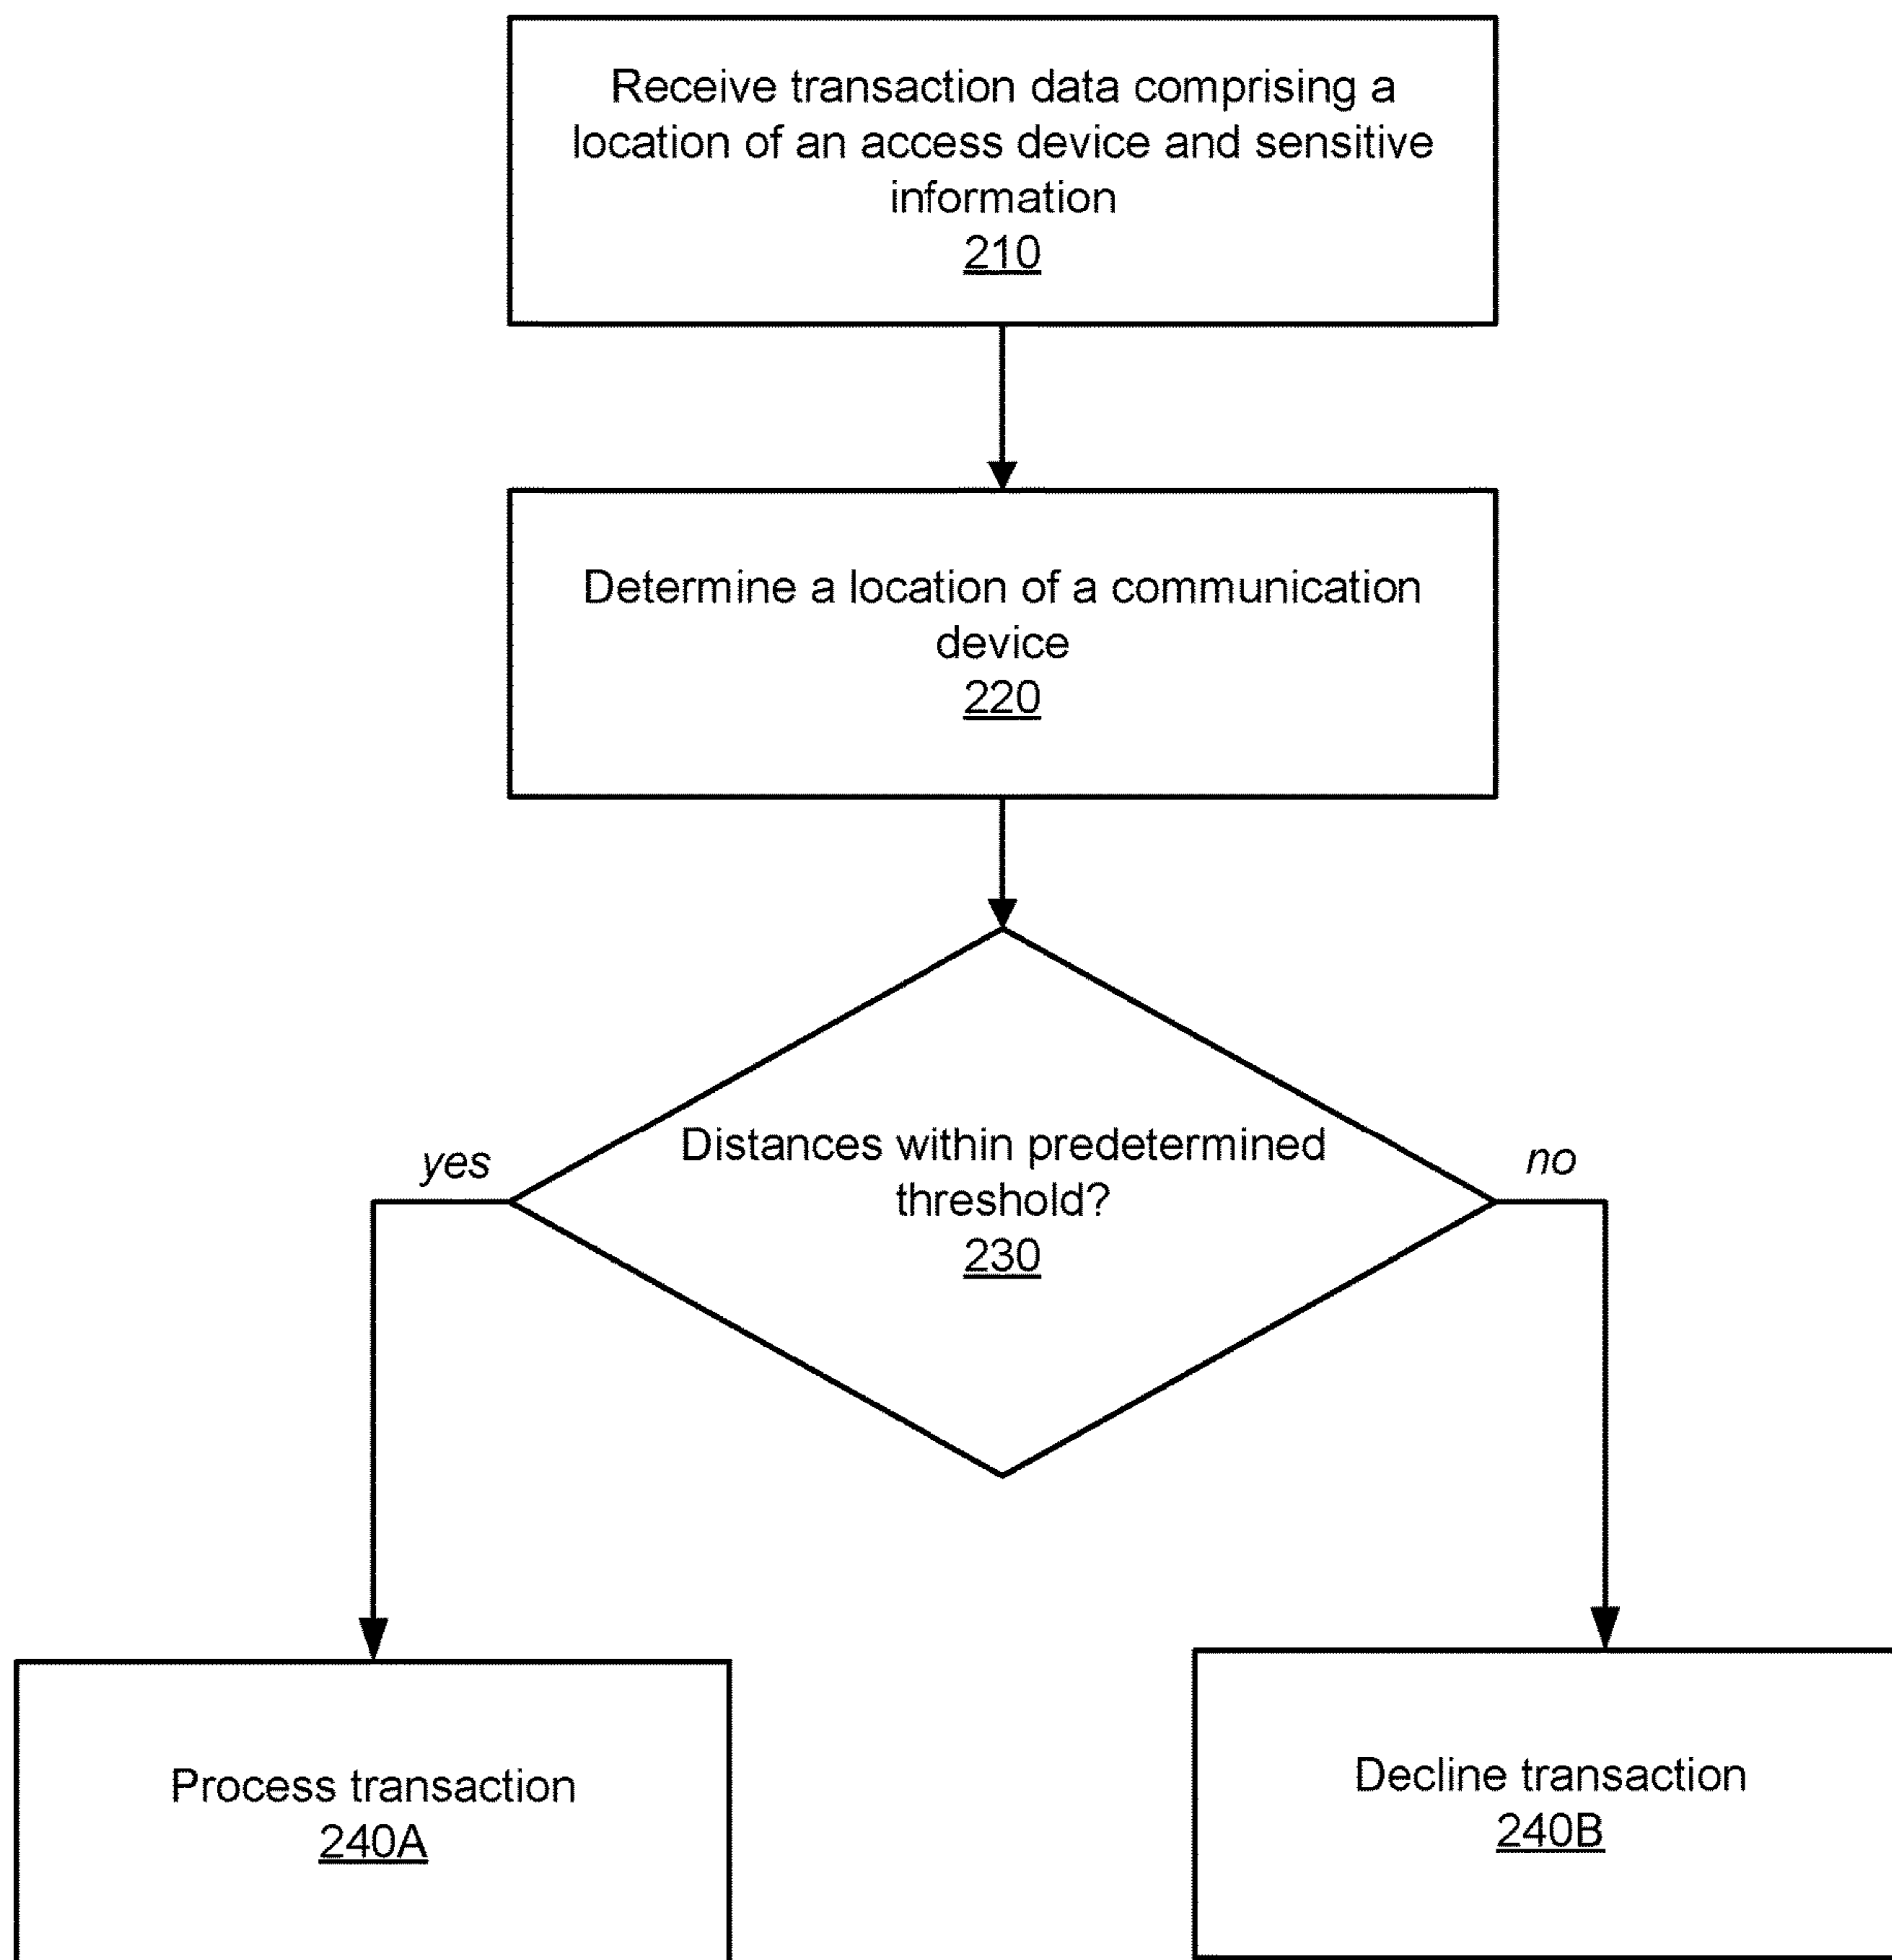 Receive transaction data comprising a
location of an access device and sensitive
information
210
Determine a location of a communication
device
220
Distances within predetermined
threshold?
230
yes
no
Process transaction
240A
Decline transaction
240B